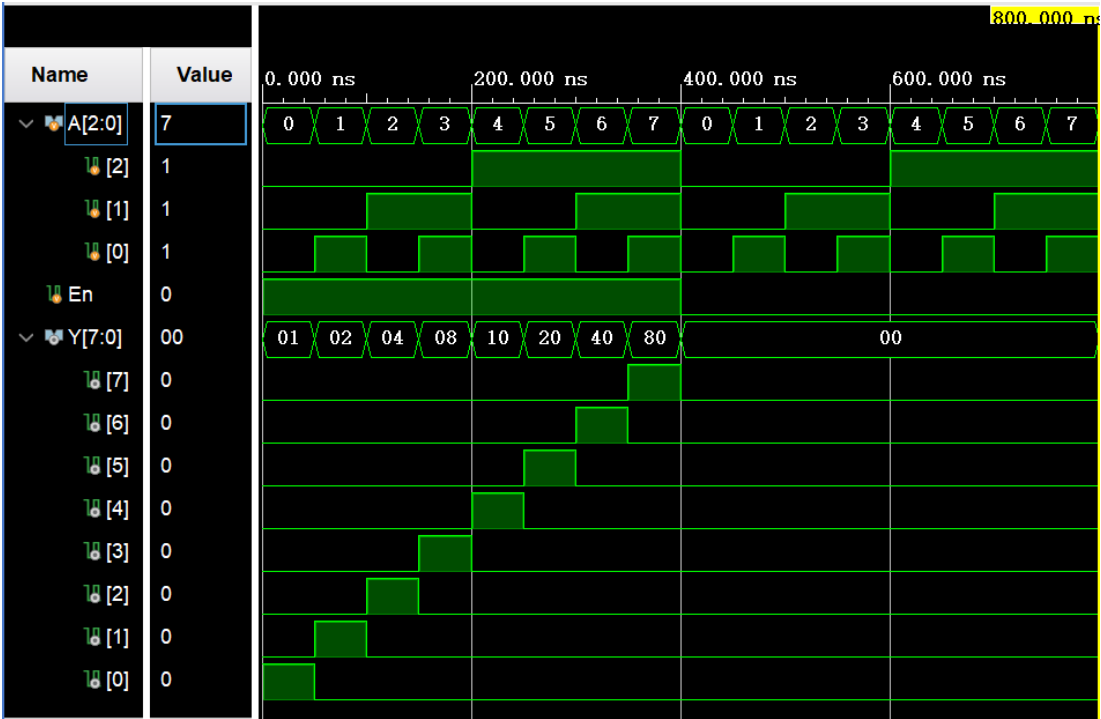 800.000 ns
Name Value 0.000 ns 200.000 ns 400.000 ns 600.000 ns
A[2:0] 7 0 1 2 3 4 5 6 7 0 1 2 3 4 5 6 7
[2] 1
[1] 1
[0] 1
En 0
Y[7:0] 00 01 02 04 08 10 20 40 80 00
[7] 0
[6] 0
[5] 0
[4] 0
[3] 0
[2] 0
[1] 0
[0] 0